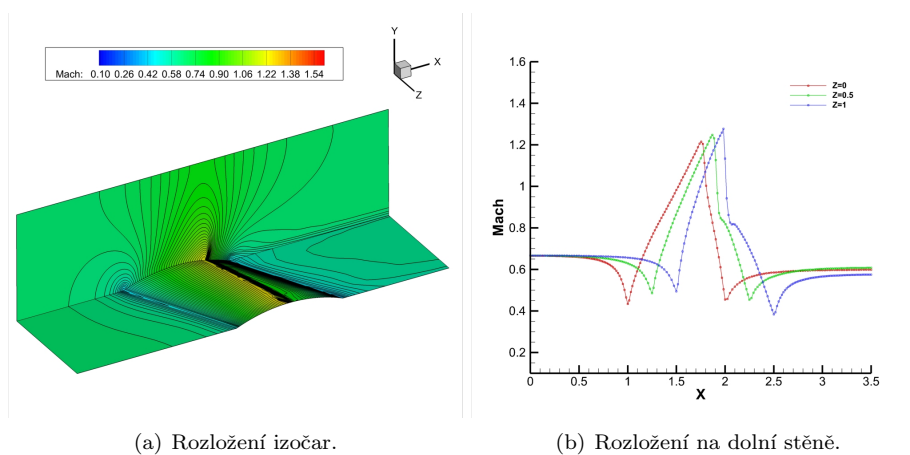 Mach: 0.10 0.26 0.42 0.58 0.74 0.90 1.06 1.22 1.38 1.54
Y
X
Z
1.6
1.4
1.2
1
0.8
0.6
0.4
0.2
Mach
Z=0
Z=0.5
Z=1
0 0.5 1 1.5 2 2.5 3 3.5
X
(a) Rozložení izočar.
(b) Rozložení na dolní stěně.